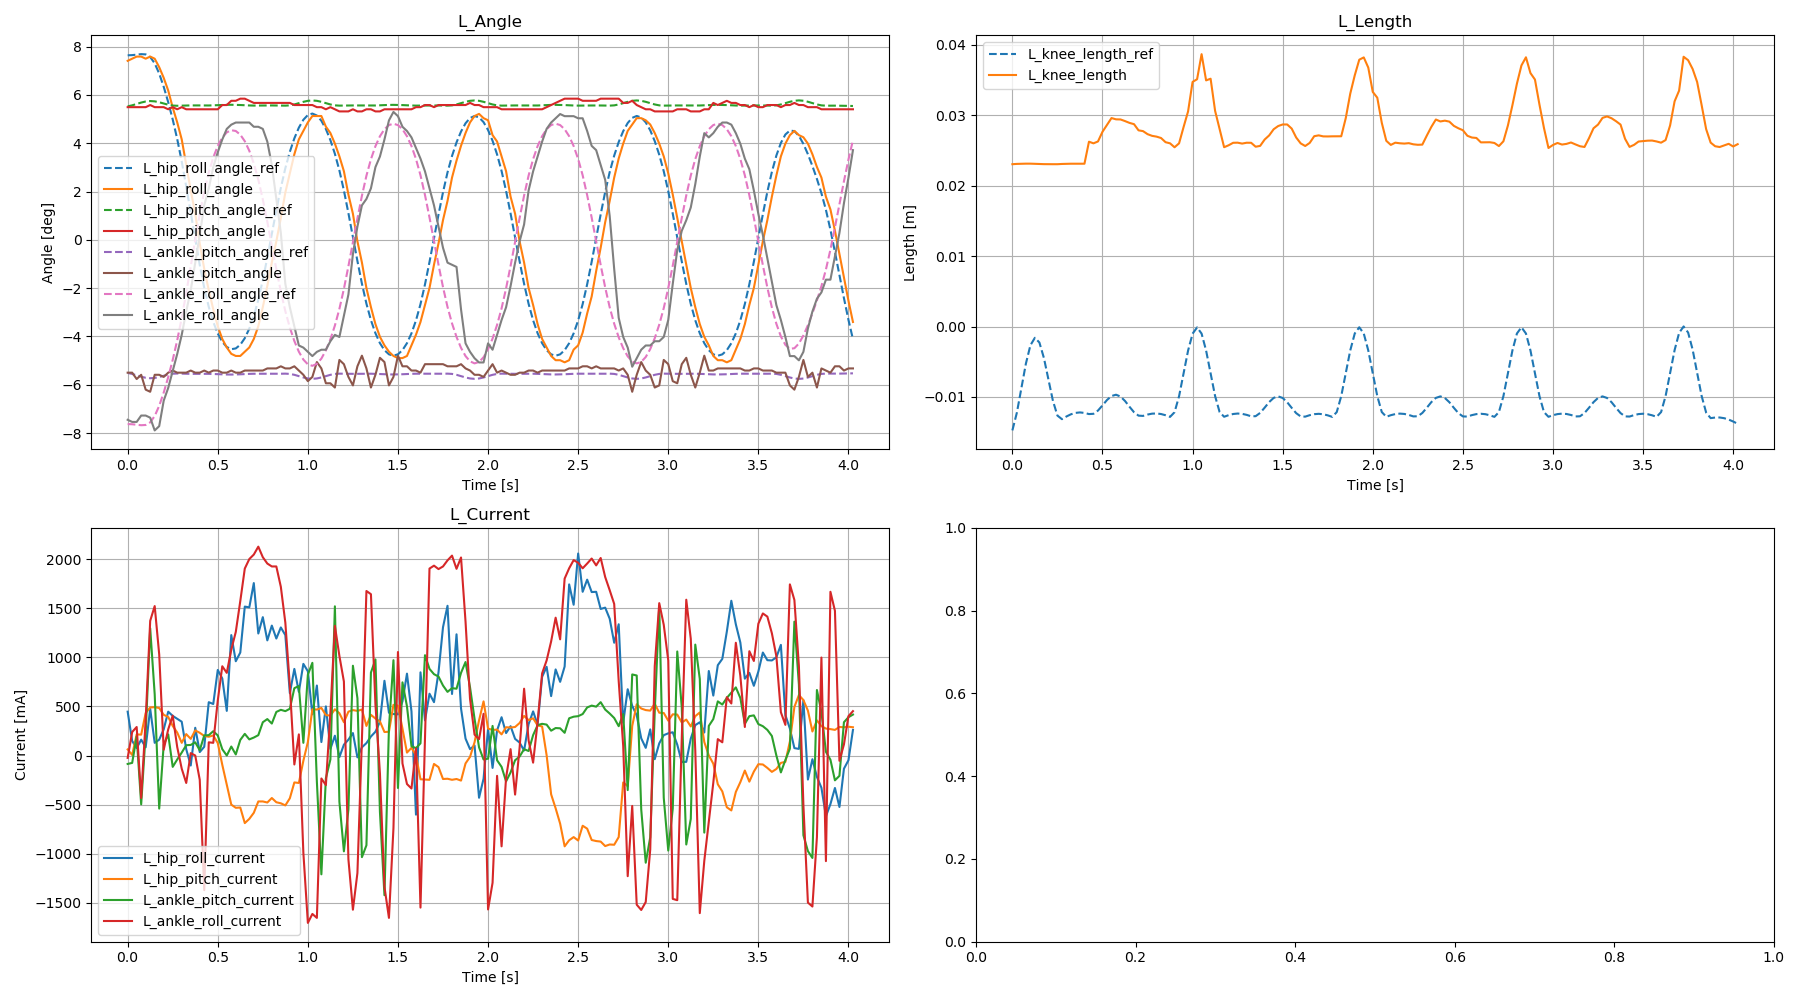 L_Angle
8
6
4
2
0
−2
−4
−6
−8
Angle [deg]
L_hip_roll_angle_ref
L_hip_roll_angle
L_hip_pitch_angle_ref
L_hip_pitch_angle
L_ankle_pitch_angle_ref
L_ankle_pitch_angle
L_ankle_roll_angle_ref
L_ankle_roll_angle
0.0 0.5 1.0 1.5 2.0 2.5 3.0 3.5 4.0
Time [s]
L_Length
0.04
0.03
0.02
0.01
0.00
−0.01
Length [m]
L_knee_length_ref
L_knee_length
0.0 0.5 1.0 1.5 2.0 2.5 3.0 3.5 4.0
Time [s]
L_Current
2000
1500
1000
500
0
−500
−1000
−1500
Current [mA]
L_hip_roll_current
L_hip_pitch_current
L_ankle_pitch_current
L_ankle_roll_current
0.0 0.5 1.0 1.5 2.0 2.5 3.0 3.5 4.0
Time [s]
1.0
0.8
0.6
0.4
0.2
0.0
0.0 0.2 0.4 0.6 0.8 1.0